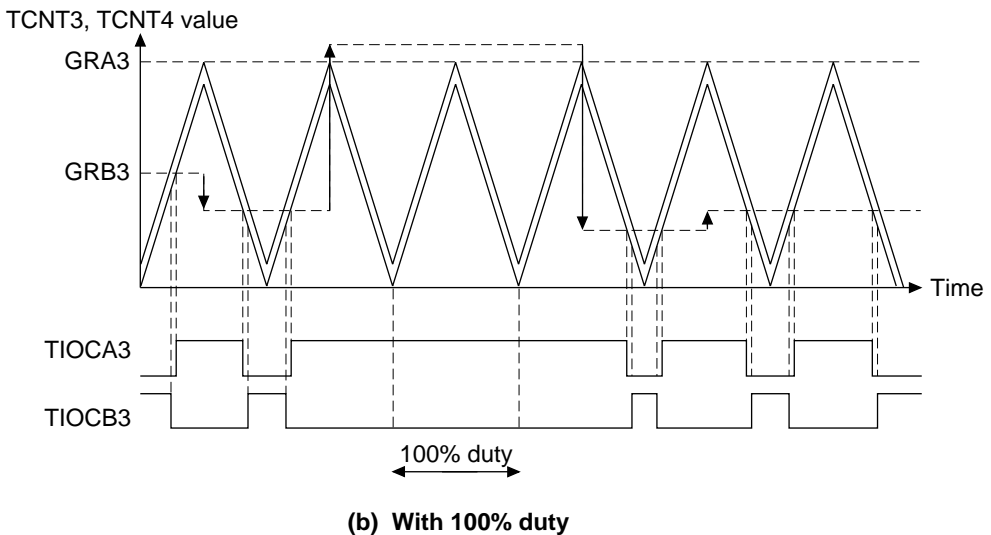 TCNT3, TCNT4 value
GRA3
GRB3
Time
TIOCA3
TIOCB3
100% duty
(b) With 100% duty